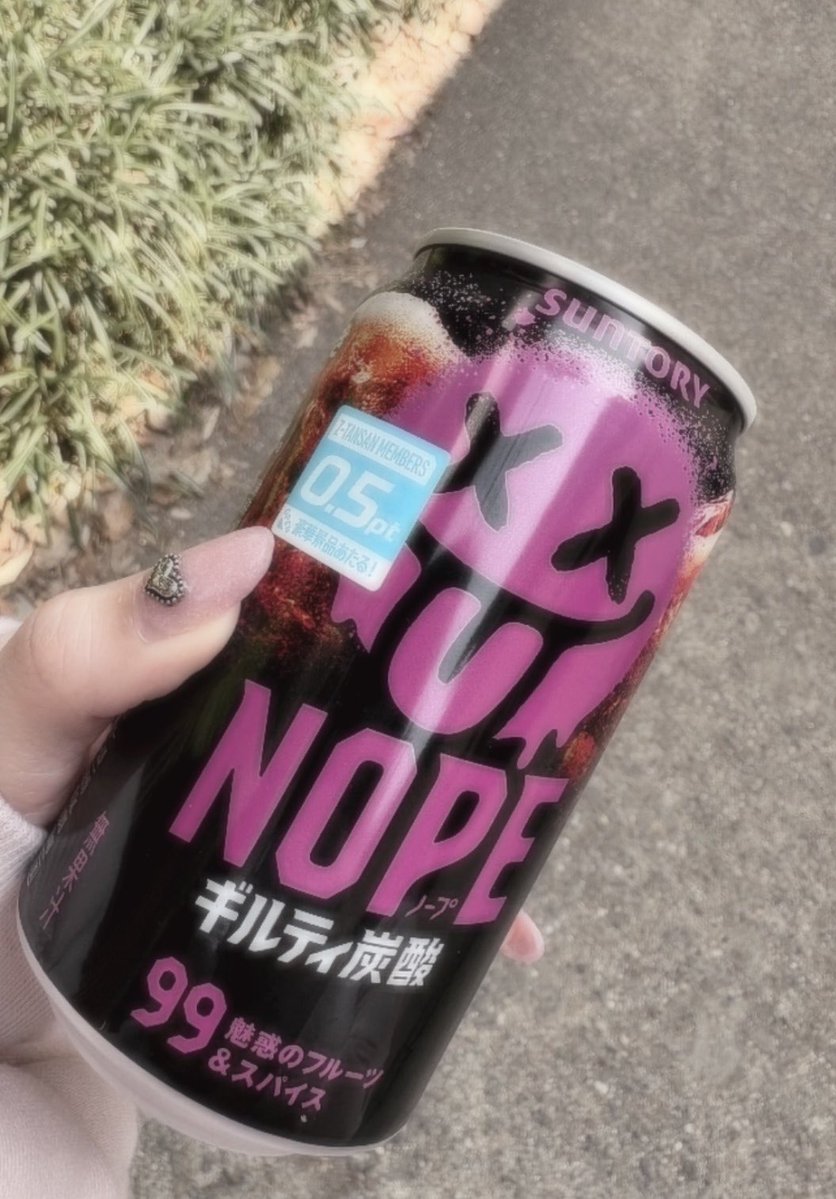 SUNTORY
Z-TANSAN MEMBERS
0.5pt
豪華景品あたる!
NOPE
ノープ
ギルティ炭酸
99 魅惑のフルーツ
&スパイス